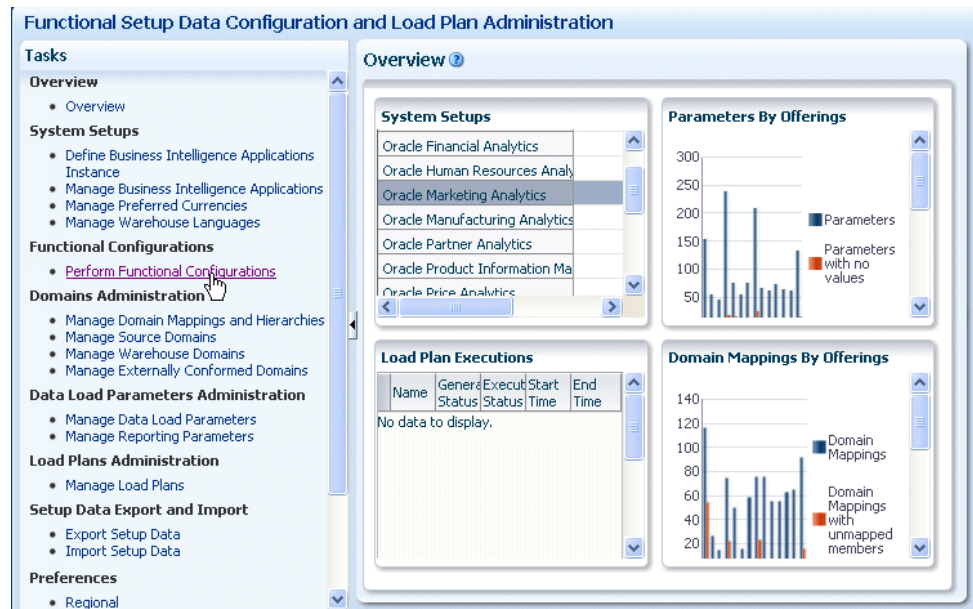 Functional Setup Data Configuration and Load Plan Administration
Tasks
Overview
Overview
System Setups
Define Business Intelligence Applications
Instance
Manage Business Intelligence Applications
Manage Preferred Currencies
Manage Warehouse Languages
Functional Configurations
Perform Functional Configurations
Domains Administration
Manage Domain Mappings and Hierarchies
Manage Source Domains
Manage Warehouse Domains
Manage Externally Conformed Domains
Data Load Parameters Administration
Manage Data Load Parameters
Manage Reporting Parameters
Load Plans Administration
Manage Load Plans
Setup Data Export and Import
Export Setup Data
Import Setup Data
Preferences
Regional
Overview ?
System Setups
Oracle Financial Analytics
Oracle Human Resources Analy
Oracle Marketing Analytics
Oracle Manufacturing Analytics
Oracle Partner Analytics
Oracle Product Information Ma
Oracle Price Analytics
Parameters By Offerings
300
250
200
150
100
50
Parameters
Parameters
with no
values
Load Plan Executions
Name
Genera
Status
Execut
Status
Start
Time
End
Time
No data to display.
Domain Mappings By Offerings
140
120
100
80
60
40
20
Domain
Mappings
Domain
Mappings
with
unmapped
members